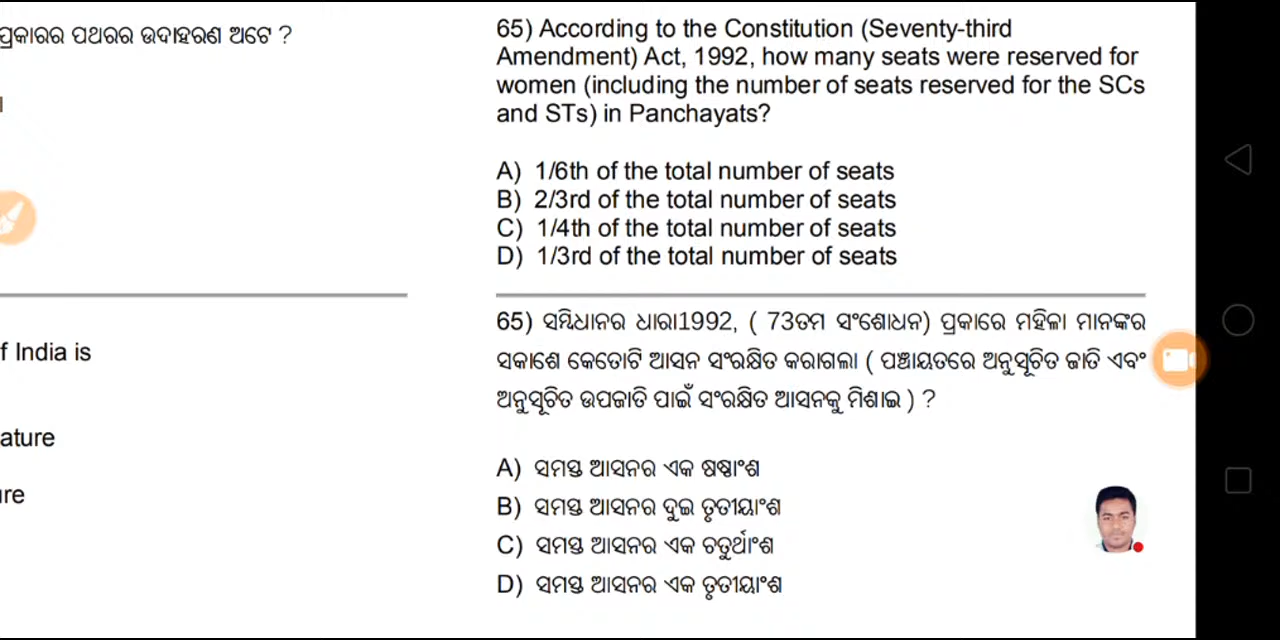 ପ୍ରକାରର ପଥରର ଉଦାହରଣ ଅଟେ ?
f India is
ature
re
65) According to the Constitution (Seventy-third
Amendment) Act, 1992, how many seats were reserved for
women (including the number of seats reserved for the SCs
and STs) in Panchayats?
A) 1/6th of the total number of seats
B) 2/3rd of the total number of seats
C) 1/4th of the total number of seats
D) 1/3rd of the total number of seats
65) ସମ୍ବିଧାନର ଧାରା1992, ( 73ତମ ସଂଶୋଧନ) ପ୍ରକାରେ ମହିଳା ମାନଙ୍କର
ସକାଶେ କେତୋଟି ଆସନ ସଂରକ୍ଷିତ କରାଗଲା ( ପଞ୍ଚାୟତରେ ଅନୁସୂଚିତ ଜାତି ଏବଂ
ଅନୁସୂଚିତ ଉପଜାତି ପାଇଁ ସଂରକ୍ଷିତ ଆସନକୁ ମିଶାଇ ) ?
A) ସମସ୍ତ ଆସନର ଏକ ଷଷ୍ଠାଂଶ
B) ସମସ୍ତ ଆସନର ଦୁଇ ତୃତୀୟାଂଶ
C) ସମସ୍ତ ଆସନର ଏକ ଚତୁର୍ଥାଂଶ
D) ସମସ୍ତ ଆସନର ଏକ ତୃତୀୟାଂଶ